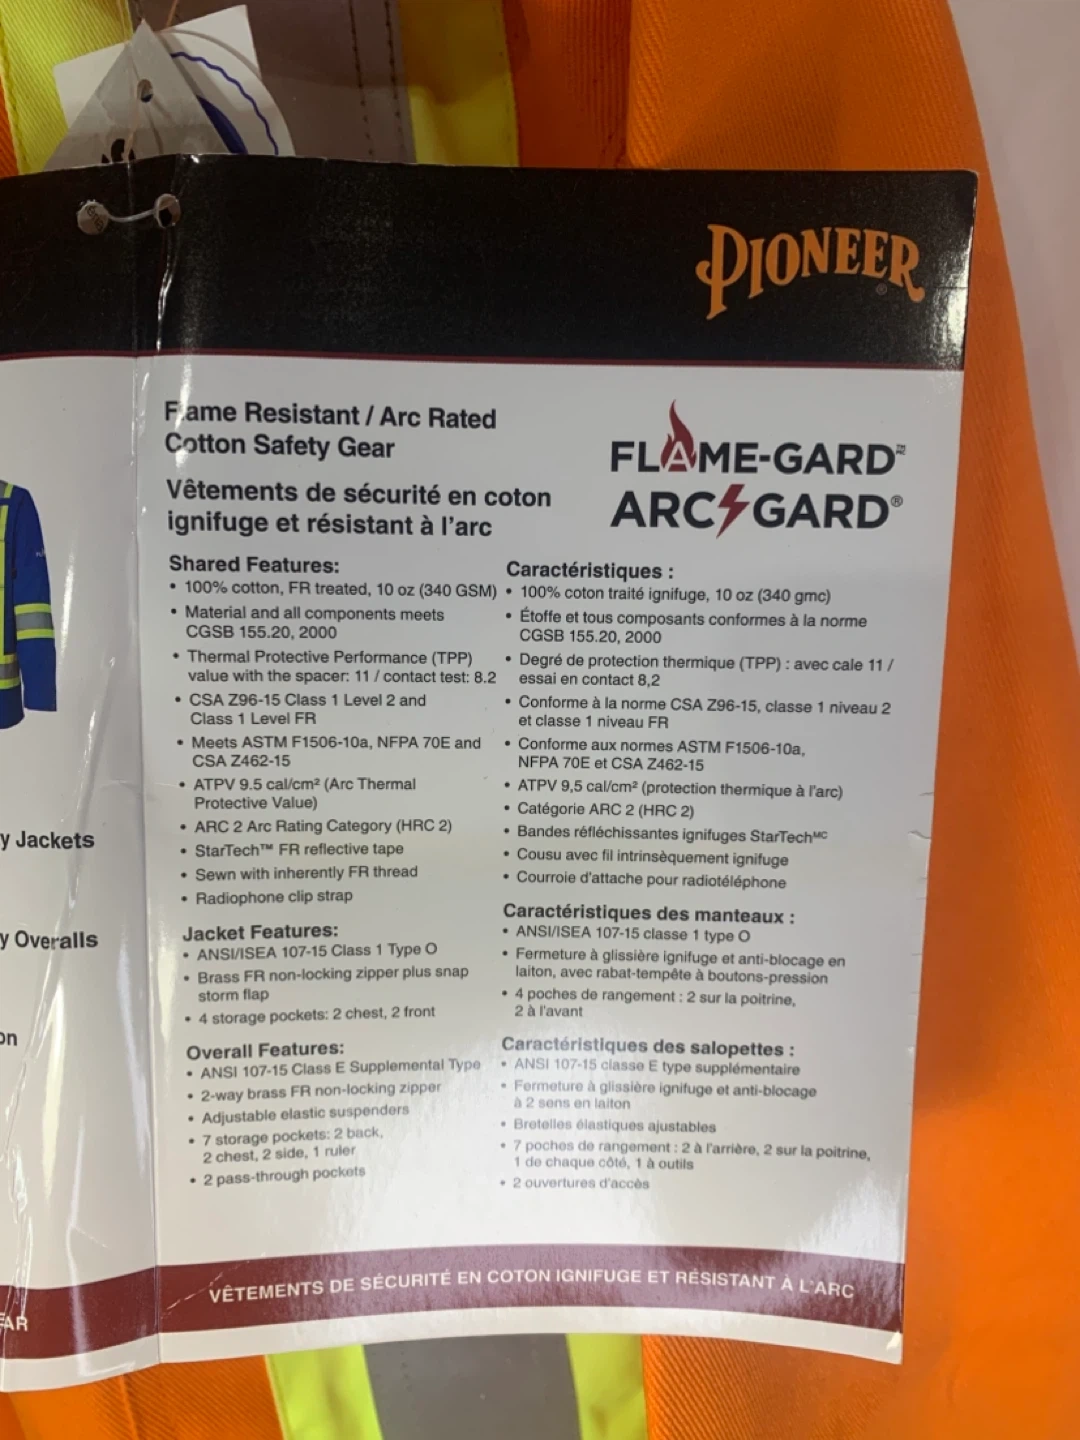 PIONEER®
Flame Resistant / Arc Rated
Cotton Safety Gear
Vêtements de sécurité en coton
ignifuge et résistant à l'arc
FLAME-GARD™
ARC GARD®
Shared Features:
• 100% cotton, FR treated, 10 oz (340 GSM)
• Material and all components meets
CGSB 155.20, 2000
• Thermal Protective Performance (TPP)
value with the spacer: 11 / contact test: 8.2
• CSA Z96-15 Class 1 Level 2 and
Class 1 Level FR
• Meets ASTM F1506-10a, NFPA 70E and
CSA Z462-15
• ATPV 9.5 cal/cm² (Arc Thermal
Protective Value)
• ARC 2 Arc Rating Category (HRC 2)
• StarTech™ FR reflective tape
• Sewn with inherently FR thread
• Radiophone clip strap
Jacket Features:
• ANSI/ISEA 107-15 Class 1 Type O
• Brass FR non-locking zipper plus snap
storm flap
• 4 storage pockets: 2 chest, 2 front
Overall Features:
• ANSI 107-15 Class E Supplemental Type
• 2-way brass FR non-locking zipper
• Adjustable elastic suspenders
• 7 storage pockets: 2 back,
2 chest, 2 side, 1 ruler
• 2 pass-through pockets
Caractéristiques :
• 100% coton traité ignifuge, 10 oz (340 gmc)
• Étoffe et tous composants conformes à la norme
CGSB 155.20, 2000
• Degré de protection thermique (TPP) : avec cale 11 /
essai en contact 8,2
• Conforme à la norme CSA Z96-15, classe 1 niveau 2
et classe 1 niveau FR
• Conforme aux normes ASTM F1506-10a,
NFPA 70E et CSA Z462-15
• ATPV 9,5 cal/cm² (protection thermique à l'arc)
• Catégorie ARC 2 (HRC 2)
• Bandes réfléchissantes ignifuges StarTechᴹᶜ
• Cousu avec fil intrinsèquement ignifuge
• Courroie d'attache pour radiotéléphone
Caractéristiques des manteaux :
• ANSI/ISEA 107-15 classe 1 type O
• Fermeture à glissière ignifuge et anti-blocage en
laiton, avec rabat-tempête à boutons-pression
• 4 poches de rangement : 2 sur la poitrine,
2 à l'avant
Caractéristiques des salopettes :
• ANSI 107-15 classe E type supplémentaire
• Fermeture à glissière ignifuge et anti-blocage
à 2 sens en laiton
• Bretelles élastiques ajustables
• 7 poches de rangement : 2 à l'arrière, 2 sur la poitrine,
1 de chaque côté, 1 à outils
• 2 ouvertures d'accès
y Jackets
y Overalls
on
EAR
VÊTEMENTS DE SÉCURITÉ EN COTON IGNIFUGE ET RÉSISTANT À L'ARC